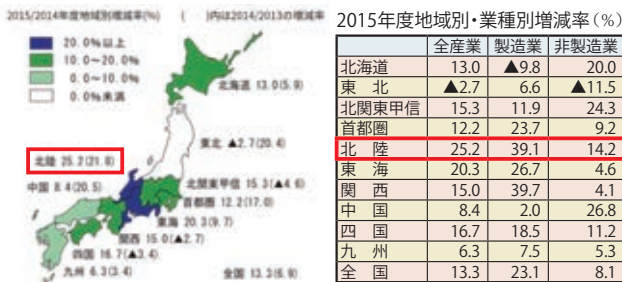 2015/2014年度地域別増減率(%) ( )内は2014/2013の増減率
20.0%以上
10.0~20.0%
0.0~10.0%
0.0%未満
北海道 13.0(5.9)
東北 ▲2.7(20.4)
北陸 25.2(21.8)
中国 8.4(20.5)
北関東甲信 15.3(▲4.6)
首都圏 12.2(17.0)
東海 20.3(9.7)
関西 15.0(▲2.7)
四国 16.7(▲3.4)
九州 6.3(3.4)
全国 13.3(6.9)
2015年度地域別・業種別増減率(%)
全産業 製造業 非製造業
北海道 13.0 ▲9.8 20.0
東 北 ▲2.7 6.6 ▲11.5
北関東甲信 15.3 11.9 24.3
首都圏 12.2 23.7 9.2
北 陸 25.2 39.1 14.2
東 海 20.3 26.7 4.6
関 西 15.0 39.7 4.1
中 国 8.4 2.0 26.8
四 国 16.7 18.5 11.2
九 州 6.3 7.5 5.3
全 国 13.3 23.1 8.1